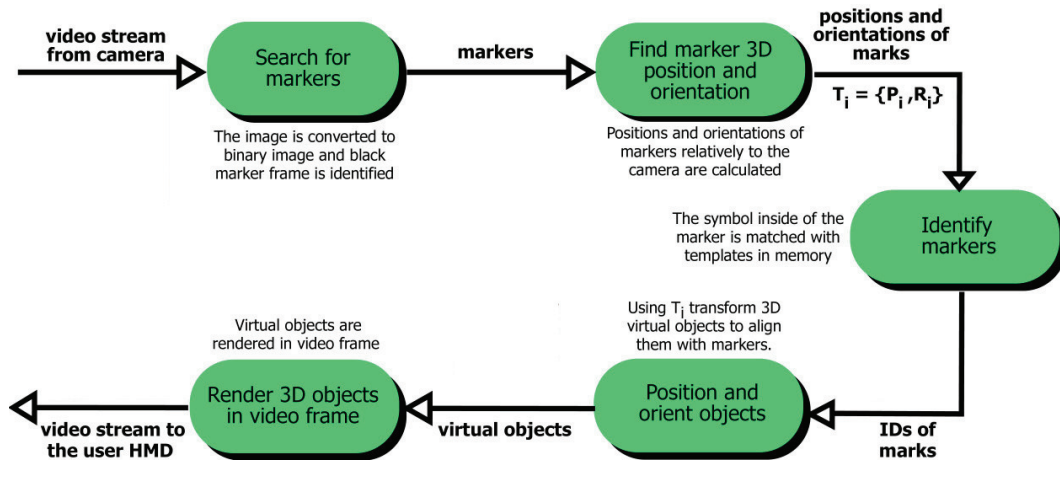 video stream
from camera
Search for
markers
The image is converted to
binary image and black
marker frame is identified
markers
Find marker 3D
position and
orientation
Positions and orientations of
markers relatively to the
camera are calculated
positions and
orientations of
marks
Ti = {Pi ,Ri}
Identify
markers
The symbol inside of the
marker is matched with
templates in memory
IDs of
marks
Using Ti transform 3D
virtual objects to align
them with markers.
Position and
orient objects
virtual objects
Virtual objects are
rendered in video frame
Render 3D objects
in video frame
video stream to
the user HMD